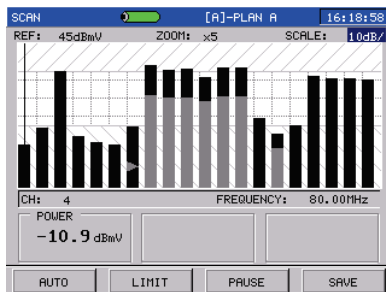 SCAN [A]-PLAN A 16:18:58
REF: 45dBmV ZOOM: x5 SCALE: 10dB/
CH: 4 FREQUENCY: 80.00MHz
POWER
-10.9 dBmV
AUTO LIMIT PAUSE SAVE